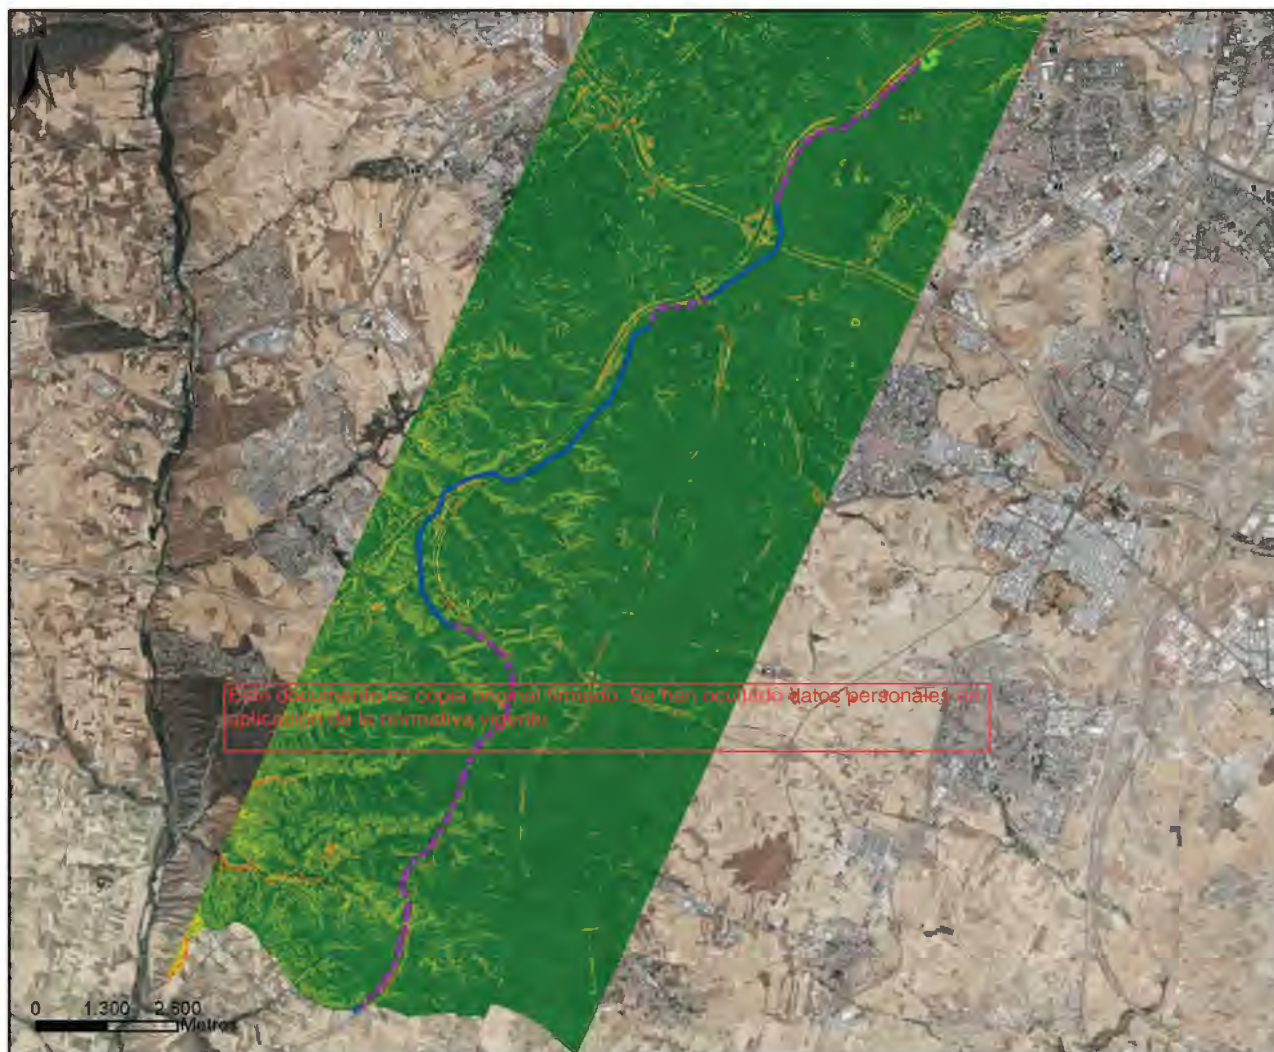 Este documento es copia original firmado. Se han ocultado datos personales en
aplicación de la normativa vigente
0 1.300 2.600
Metros